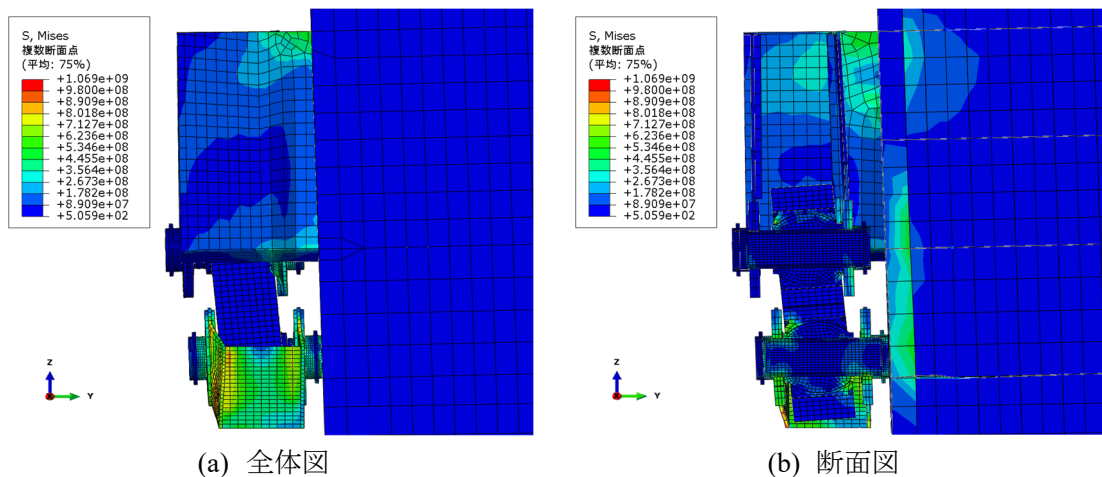 S, Mises
複数断面点
(平均: 75%)
+1.069e+09
+9.800e+08
+8.909e+08
+8.018e+08
+7.127e+08
+6.236e+08
+5.345e+08
+4.455e+08
+3.564e+08
+2.673e+08
+1.782e+08
+8.909e+07
+5.059e+02
Z
X
Y
(a) 全体図
S, Mises
複数断面点
(平均: 75%)
+1.069e+09
+9.800e+08
+8.909e+08
+8.018e+08
+7.127e+08
+6.236e+08
+5.345e+08
+4.455e+08
+3.564e+08
+2.673e+08
+1.782e+08
+8.909e+07
+5.059e+02
Z
X
Y
(b) 断面図